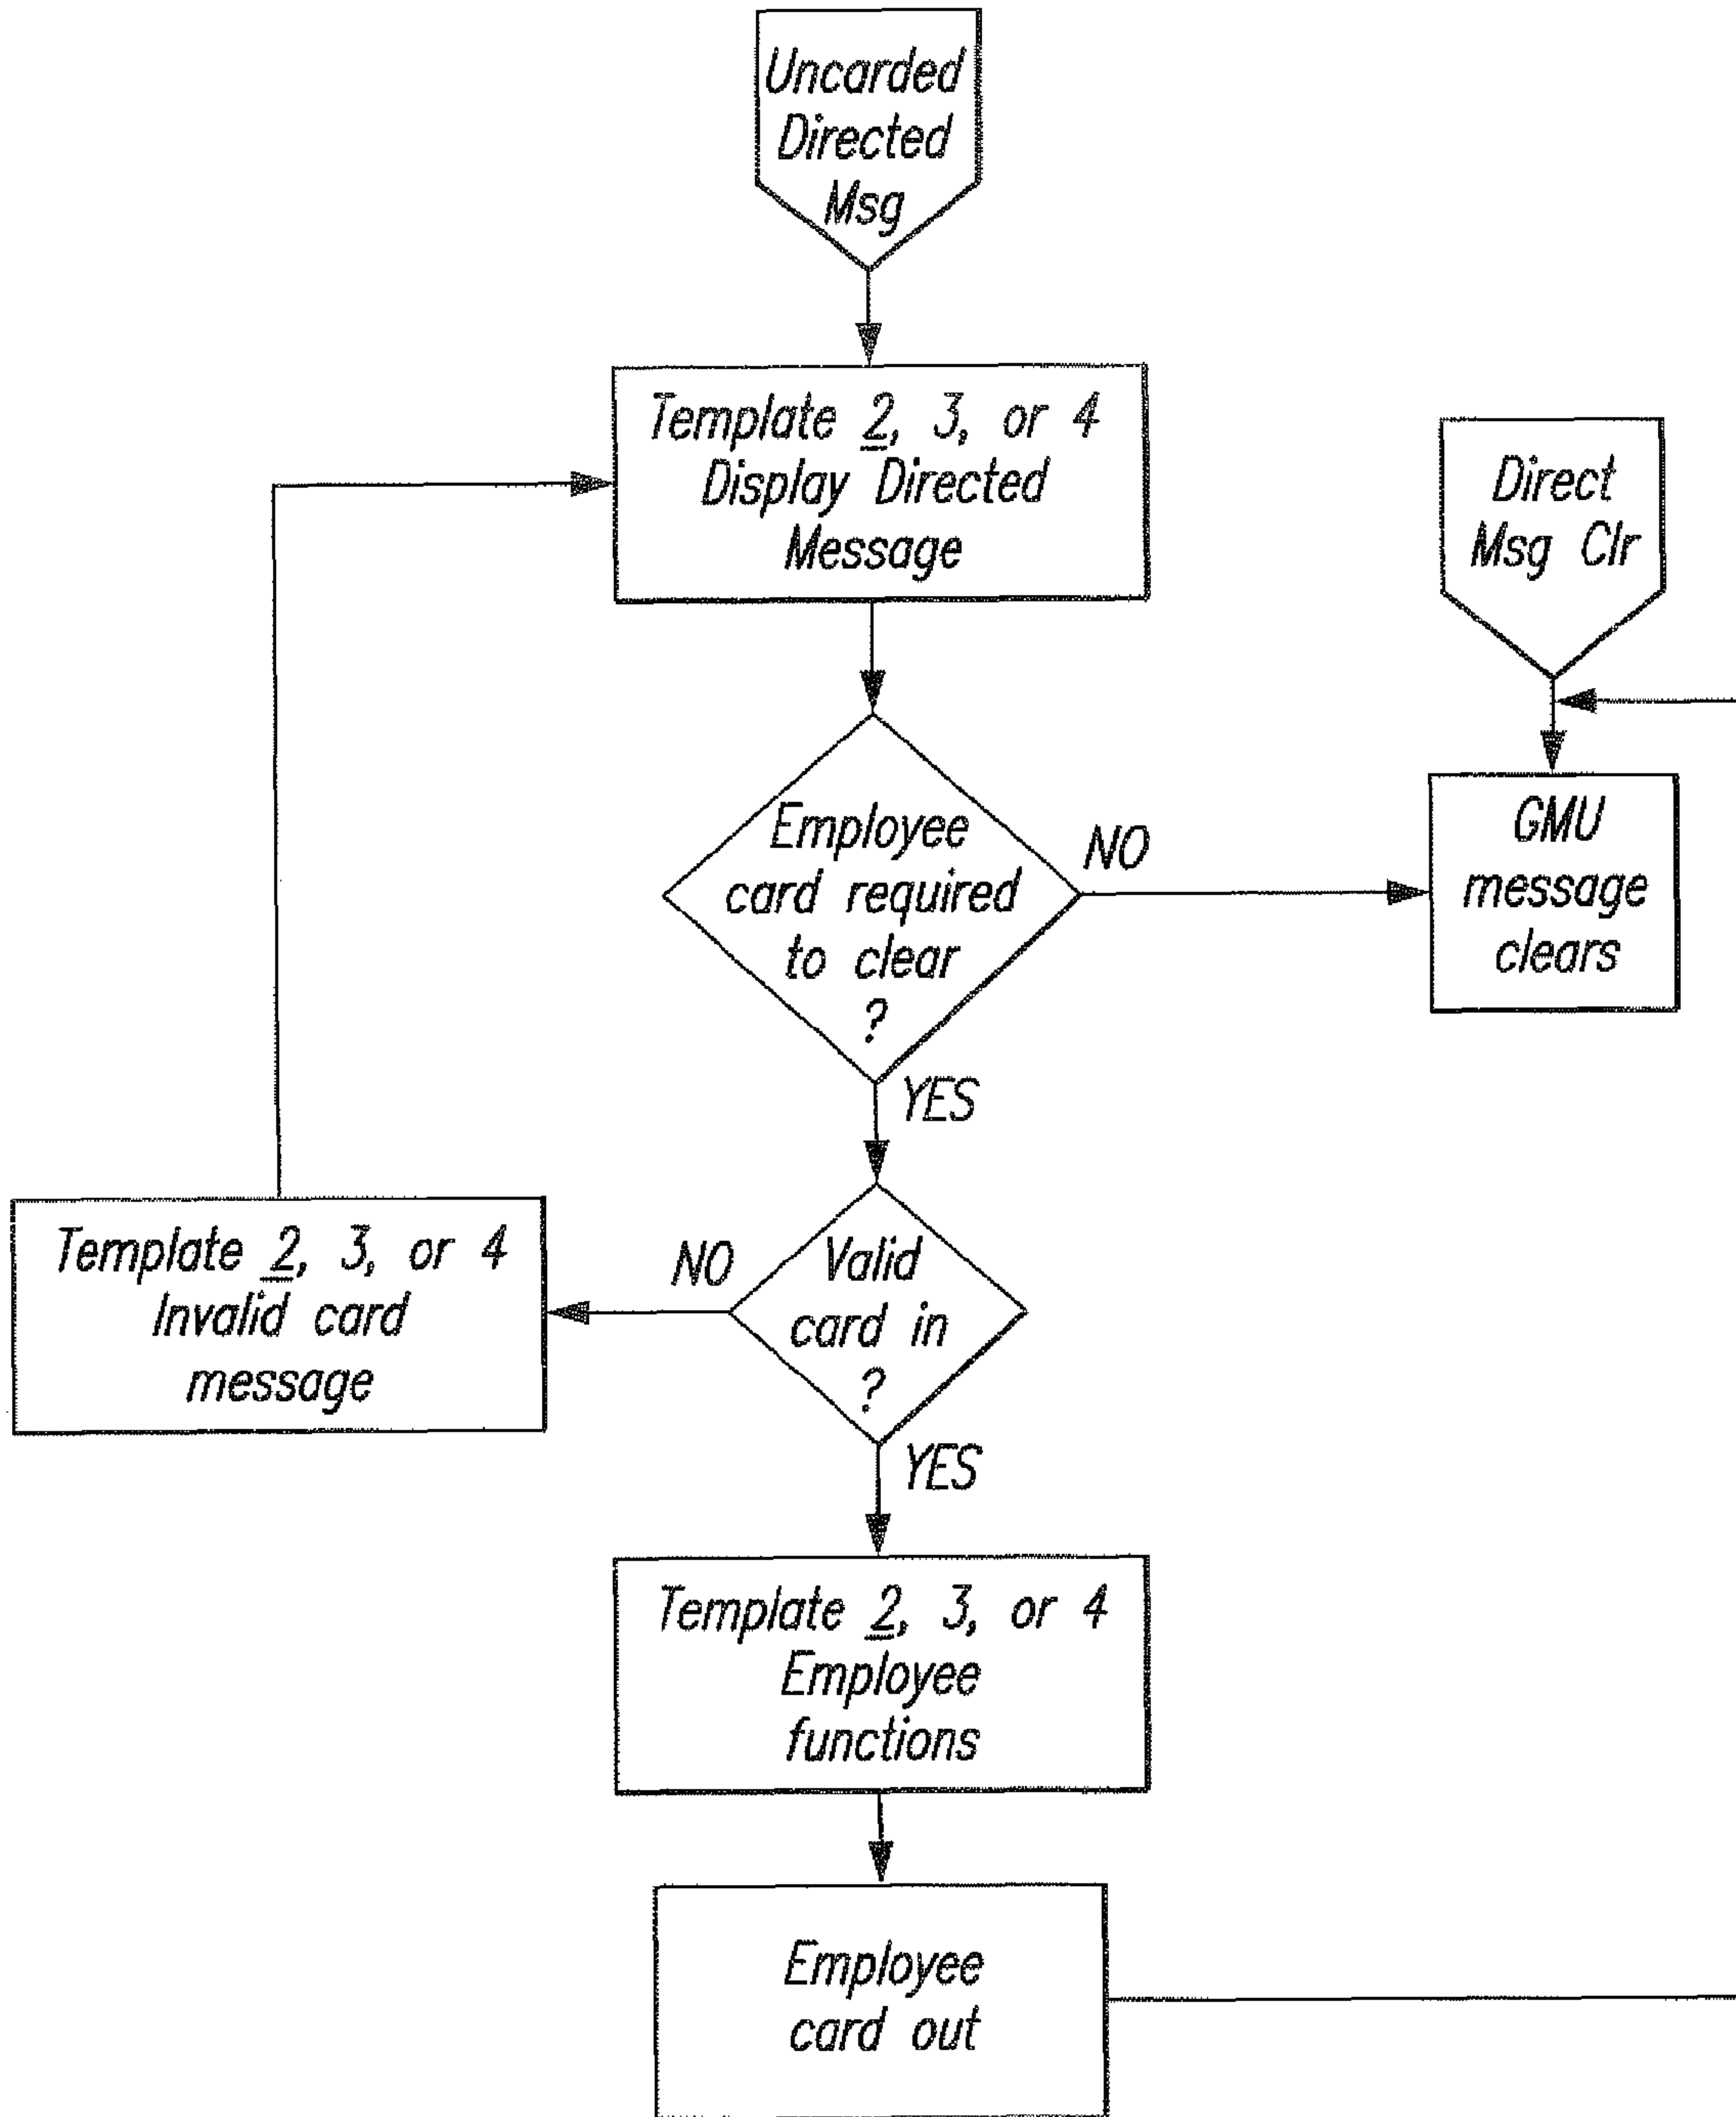 Uncarded
Directed
Msg
Template 2, 3, or 4
Display Directed
Message
Direct
Msg Clr
Employee
card required
to clear
?
NO
GMU
message
clears
YES
Template 2, 3, or 4
Invalid card
message
NO
Valid
card in
?
YES
Template 2, 3, or 4
Employee
functions
Employee
card out